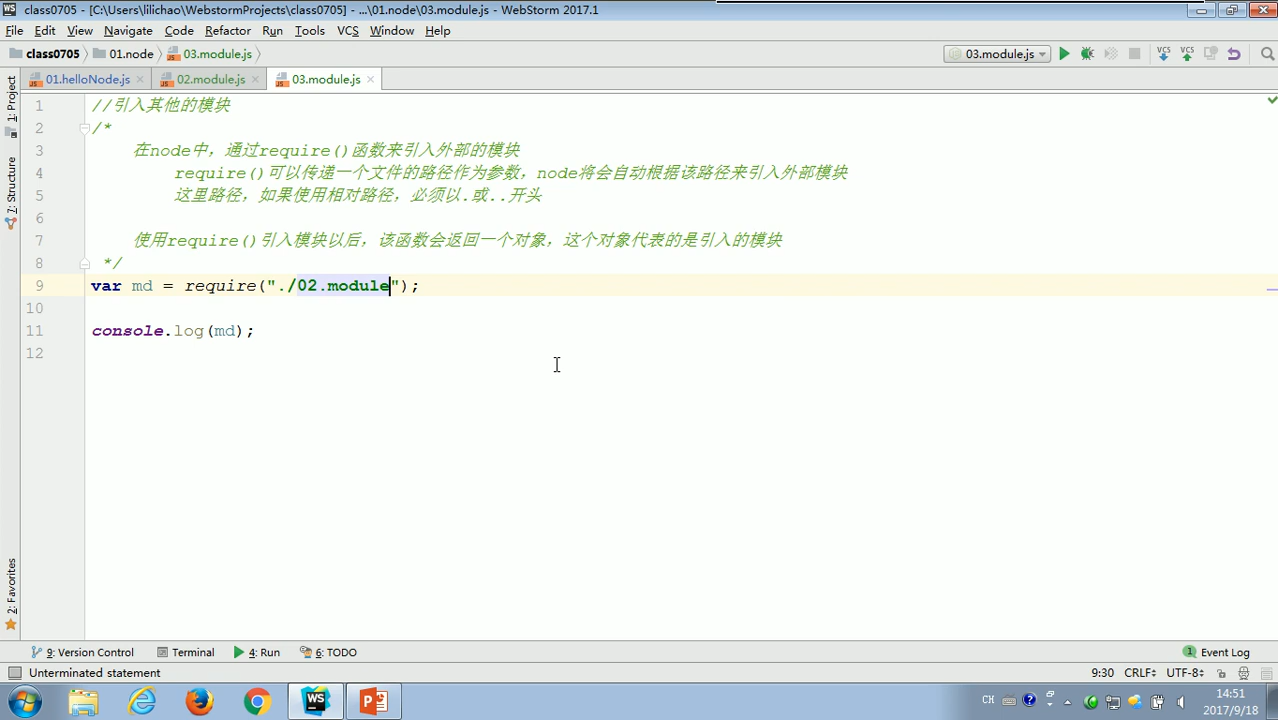 class0705 - [C:\Users\lilichao\WebstormProjects\class0705] - ...\01.node\03.module.js - WebStorm 2017.1
File Edit View Navigate Code Refactor Run Tools VCS Window Help
class0705 01.node 03.module.js 03.module.js VCS VCS
01.helloNode.js 02.module.js 03.module.js
1: Project
7: Structure
2: Favorites
1 //引入其他的模块
2 /*
3 在node中，通过require()函数来引入外部的模块
4 require()可以传递一个文件的路径作为参数，node将会自动根据该路径来引入外部模块
5 这里路径，如果使用相对路径，必须以.或..开头
6
7 使用require()引入模块以后，该函数会返回一个对象，这个对象代表的是引入的模块
8 */
9 var md = require("./02.module");
10
11 console.log(md);
12
9: Version Control Terminal 4: Run 6: TODO 1 Event Log
Unterminated statement 9:30 CRLF UTF-8
WS CH 14:51
2017/9/18